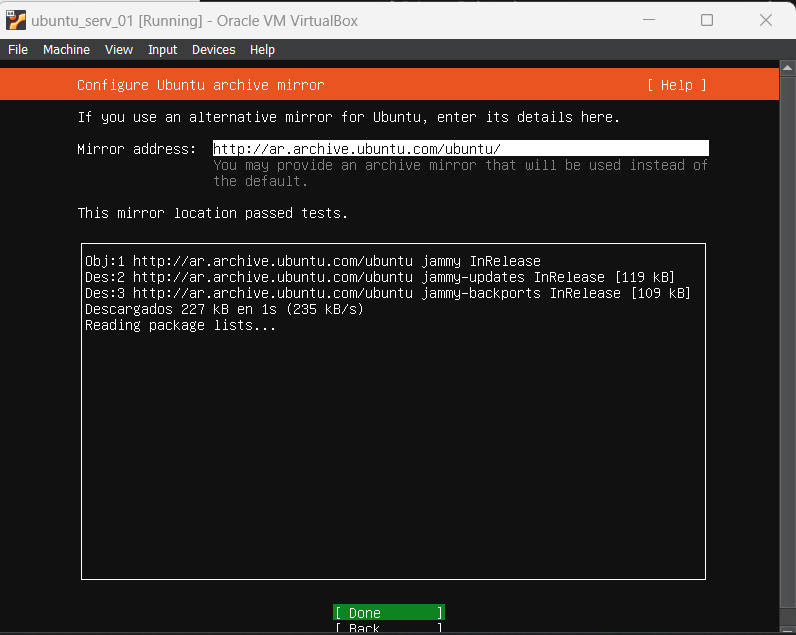 ubuntu_serv_01 [Running] - Oracle VM VirtualBox
File Machine View Input Devices Help
Configure Ubuntu archive mirror [ Help ]
If you use an alternative mirror for Ubuntu, enter its details here.
Mirror address: http://ar.archive.ubuntu.com/ubuntu/
You may provide an archive mirror that will be used instead of
the default.
This mirror location passed tests.
Obj:1 http://ar.archive.ubuntu.com/ubuntu jammy InRelease
Des:2 http://ar.archive.ubuntu.com/ubuntu jammy-updates InRelease [119 kB]
Des:3 http://ar.archive.ubuntu.com/ubuntu jammy-backports InRelease [109 kB]
Descargados 227 kB en 1s (235 kB/s)
Reading package lists...
[ Done ]
[ Back ]